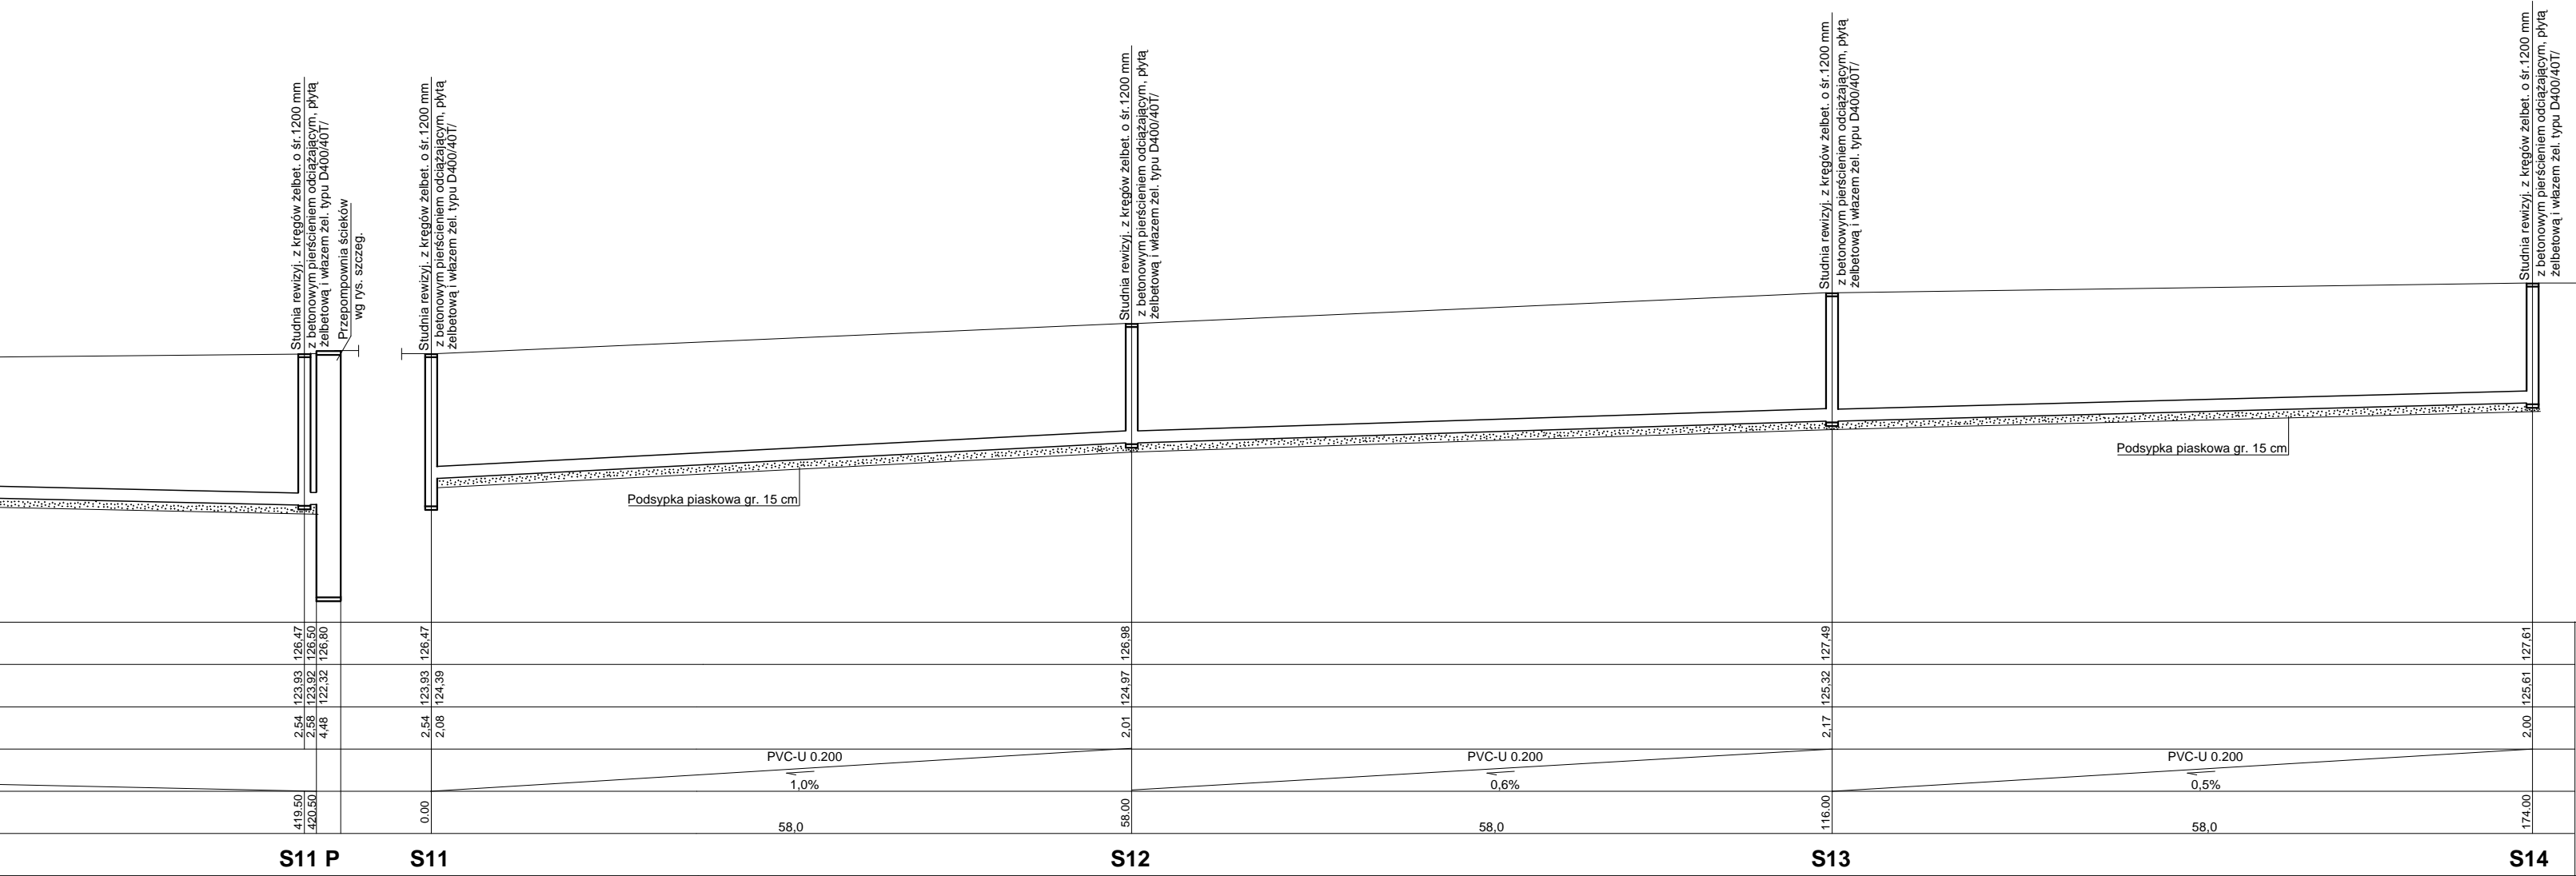 Studnia rewizyj. z kręgów żelbet. o śr.1200 mm
z betonowym pierścieniem odciążającym, płytą
żelbetową i włazem żel. typu D400/40T/
Przepompownia ścieków
wg rys. szczeg.
Studnia rewizyj. z kręgów żelbet. o śr.1200 mm
z betonowym pierścieniem odciążającym, płytą
żelbetową i włazem żel. typu D400/40T/
Studnia rewizyj. z kręgów żelbet. o śr.1200 mm
z betonowym pierścieniem odciążającym, płytą
żelbetową i włazem żel. typu D400/40T/
Studnia rewizyj. z kręgów żelbet. o śr.1200 mm
z betonowym pierścieniem odciążającym, płytą
żelbetową i włazem żel. typu D400/40T/
Studnia rewizyj. z kręgów żelbet. o śr.1200 mm
z betonowym pierścieniem odciążającym, płytą
żelbetową i włazem żel. typu D400/40T/
Podsypka piaskowa gr. 15 cm
Podsypka piaskowa gr. 15 cm
126,47 126,50 126,80 126,47 126,98 127,49 127,61
123,93 123,92 122,32 123,93 124,39 124,97 125,32 125,61
2,54 2,58 4,48 2,54 2,08 2,01 2,17 2,00
PVC-U 0.200 PVC-U 0.200 PVC-U 0.200
1,0% 0,6% 0,5%
419.50 420.50 0.00 58.00 116.00 174.00
58,0 58,0 58,0
S11 P S11 S12 S13 S14